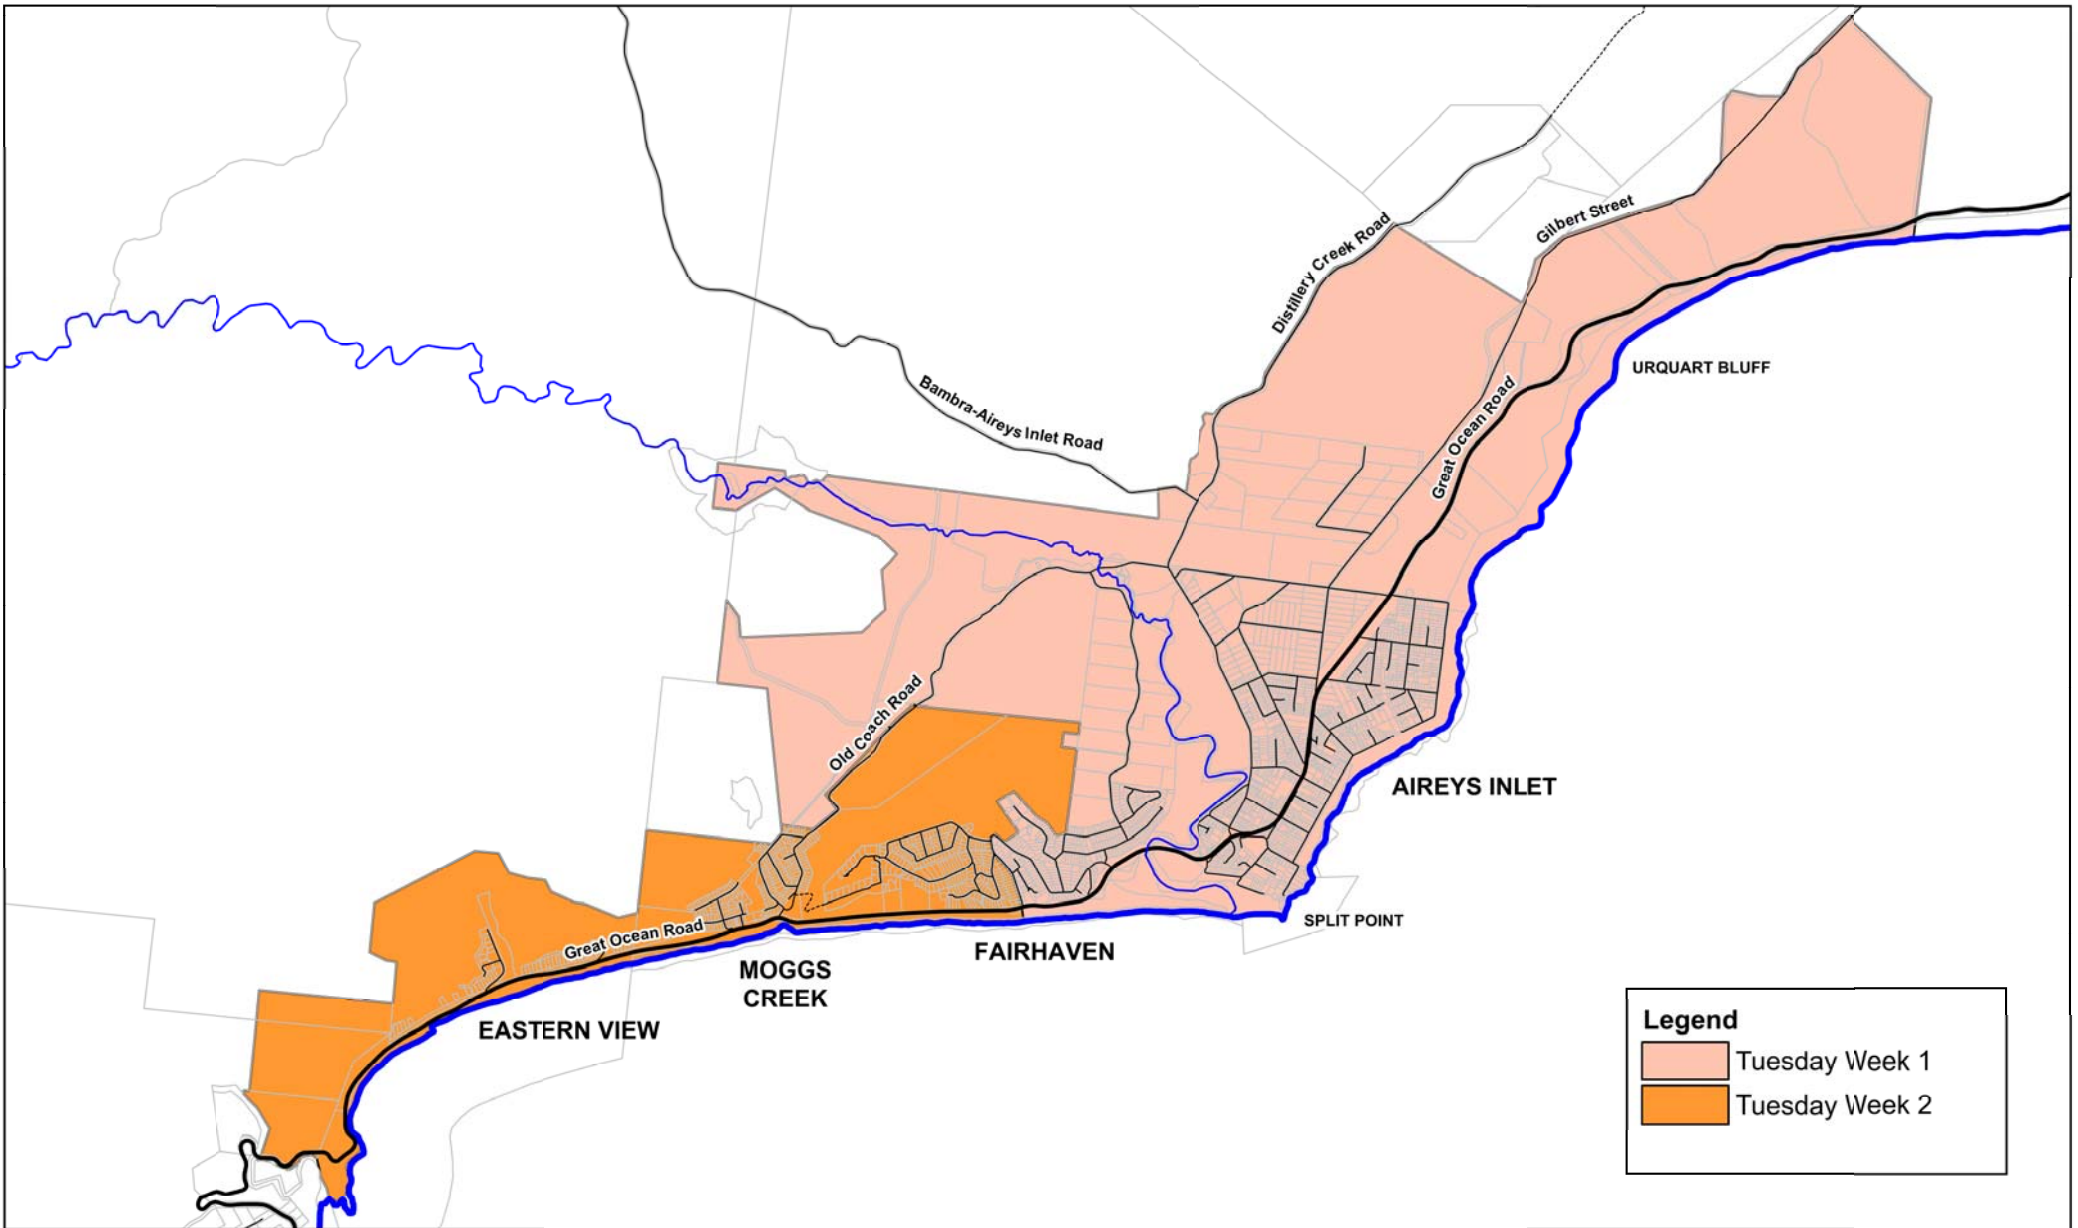 Gilbert Street
Distillery Creek Road
URQUART BLUFF
Bambra-Aireys Inlet Road
Great Ocean Road
Old Coach Road
AIREYS INLET
SPLIT POINT
Great Ocean Road
FAIRHAVEN
MOGGS
CREEK
EASTERN VIEW
Legend
Tuesday Week 1
Tuesday Week 2